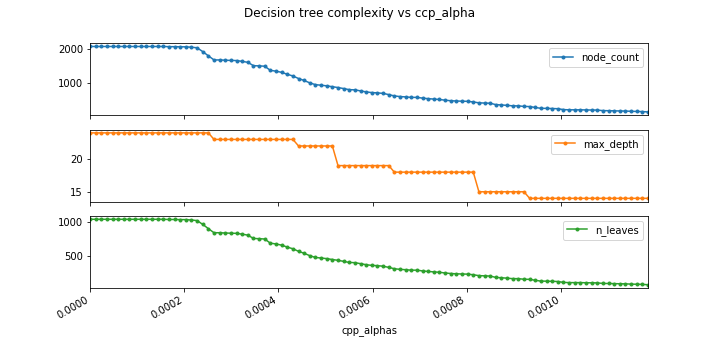 Decision tree complexity vs ccp_alpha
2000
1000
node_count
20
15
max_depth
1000
500
n_leaves
0.0000
0.0002
0.0004
0.0006
0.0008
0.0010
cpp_alphas